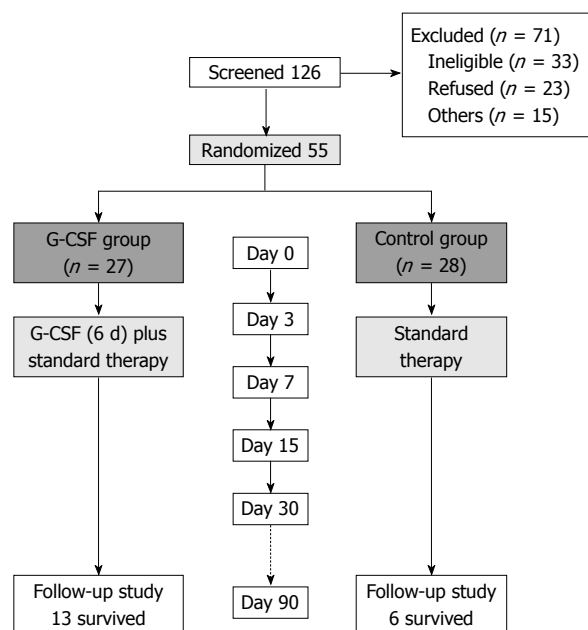 Excluded (n = 71)
Ineligible (n = 33)
Refused (n = 23)
Others (n = 15)
Screened 126
Randomized 55
G-CSF group
(n = 27)
Day 0
Control group
(n = 28)
Day 3
G-CSF (6 d) plus
standard therapy
Standard
therapy
Day 7
Day 15
Day 30
Follow-up study
13 survived
Day 90
Follow-up study
6 survived